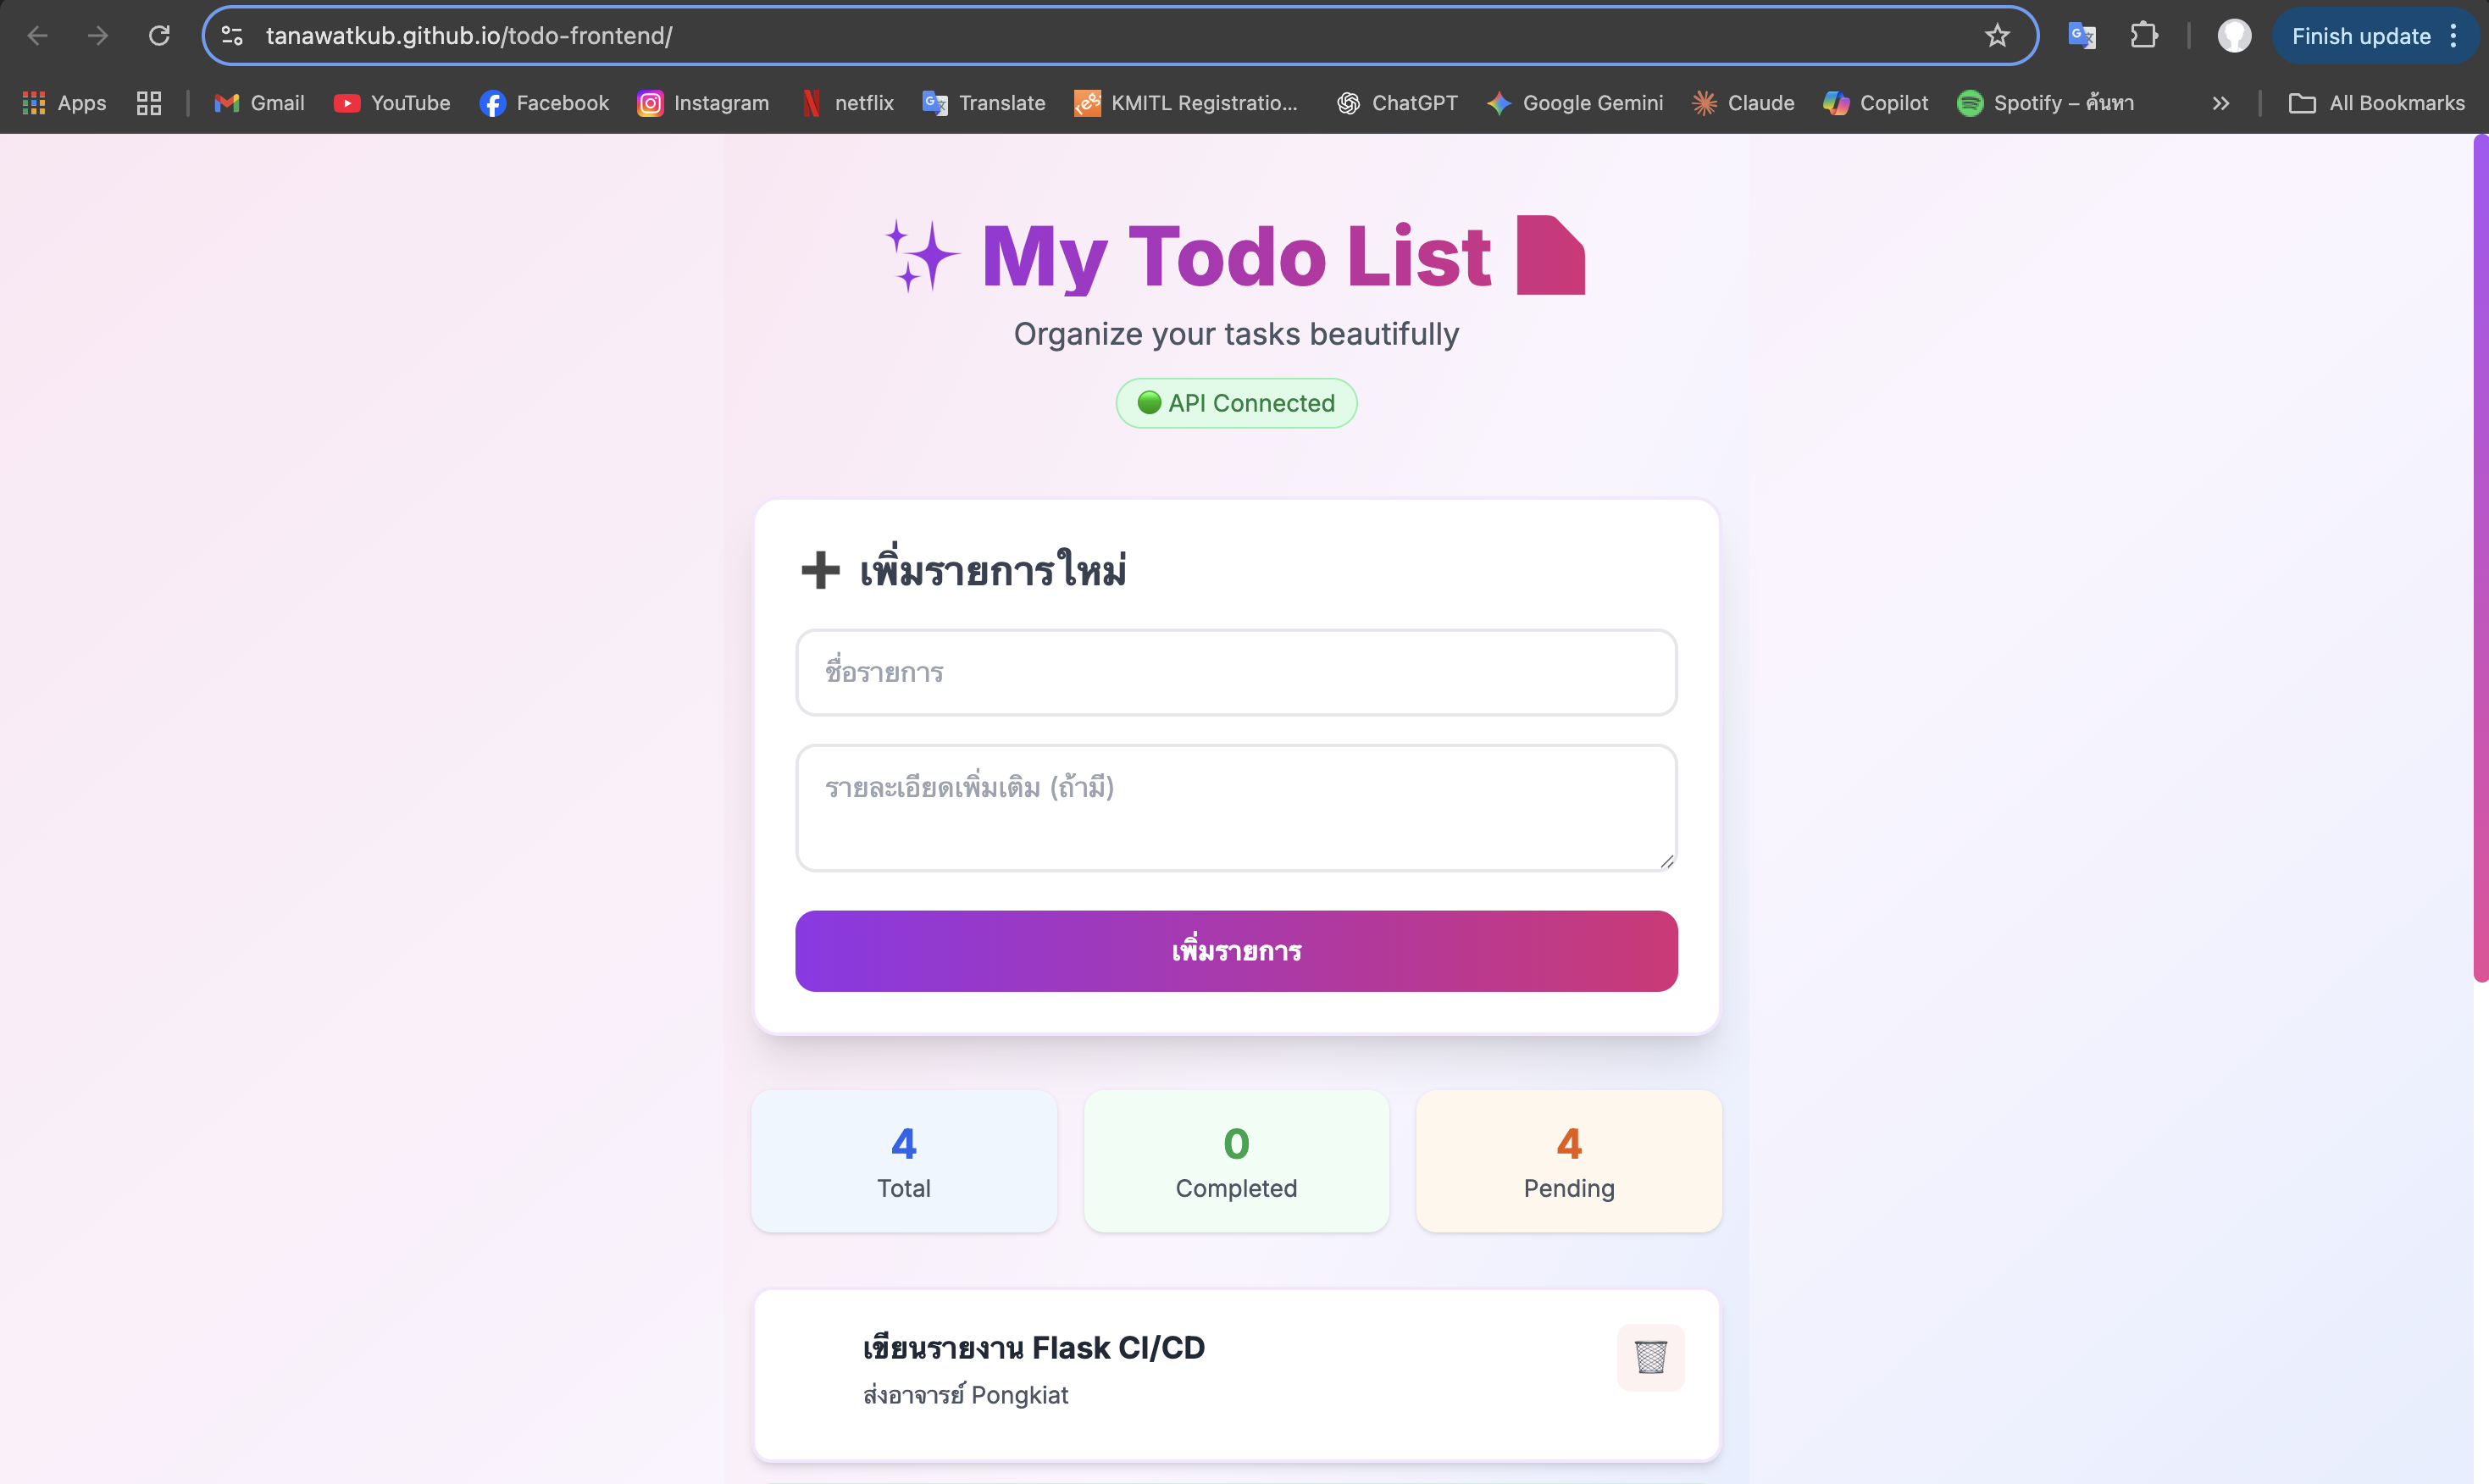 tanawatkub.github.io/todo-frontend/
Finish update
Apps
Gmail
YouTube
Facebook
Instagram
netflix
Translate
KMITL Registratio...
ChatGPT
Google Gemini
Claude
Copilot
Spotify – ค้นหา
All Bookmarks
My Todo List
Organize your tasks beautifully
API Connected
เพิ่มรายการใหม่
ชื่อรายการ
รายละเอียดเพิ่มเติม (ถ้ามี)
เพิ่มรายการ
4
Total
0
Completed
4
Pending
เขียนรายงาน Flask CI/CD
ส่งอาจารย์ Pongkiat